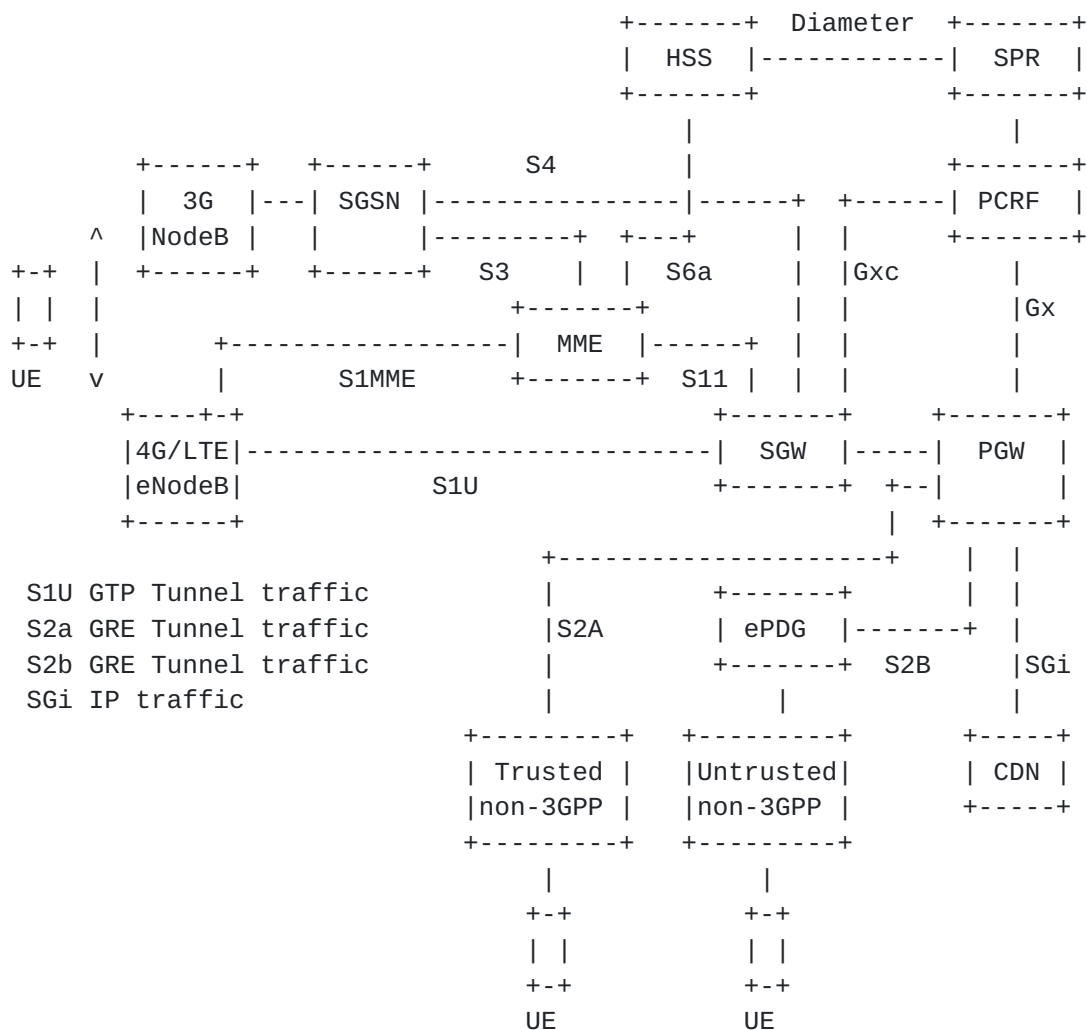 Diameter
HSS SPR
S4
3G SGSN PCRF
NodeB
S3 S6a Gxc
Gx
MME
UE S1MME S11
4G/LTE SGW PGW
eNodeB S1U
S1U GTP Tunnel traffic
S2a GRE Tunnel traffic S2A ePDG
S2b GRE Tunnel traffic S2B SGi
SGi IP traffic
Trusted Untrusted CDN
non-3GPP non-3GPP
UE UE